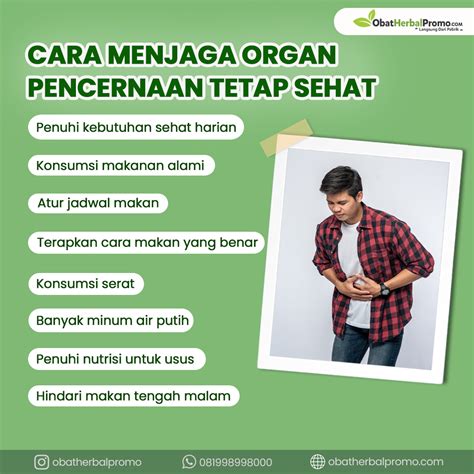 ObatHerbalPromo.com
Langsung Dari Pabrik
CARA MENJAGA ORGAN
PENCERNAAN TETAP SEHAT
Penuhi kebutuhan sehat harian
Konsumsi makanan alami
Atur jadwal makan
Terapkan cara makan yang benar
Konsumsi serat
Banyak minum air putih
Penuhi nutrisi untuk usus
Hindari makan tengah malam
obatherbalpromo
081998998000
obatherbalpromo.com